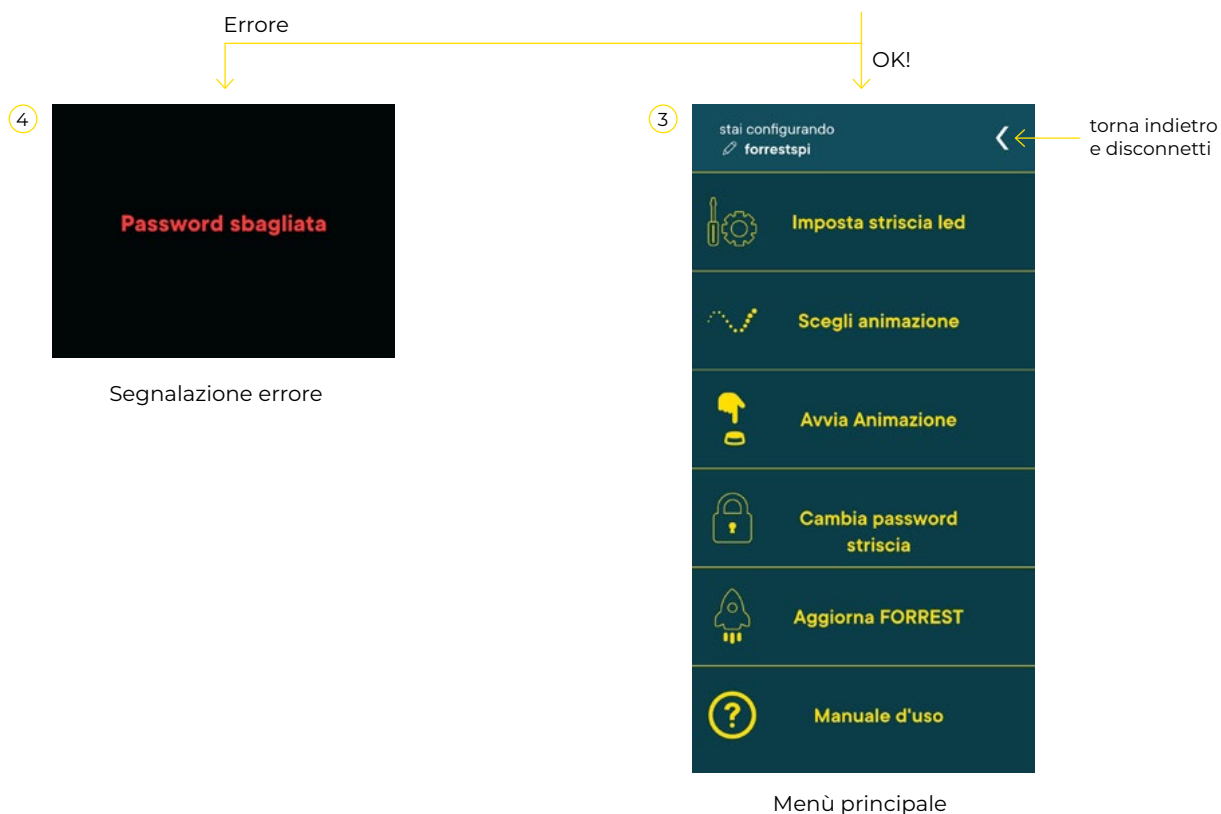 Errore
OK!
4
Password sbagliata
Segnalazione errore
3
stai configurando
forrestspi
torna indietro
e disconnetti
Imposta striscia led
Scegli animazione
Avvia Animazione
Cambia password
striscia
Aggiorna FORREST
?
Manuale d'uso
Menù principale